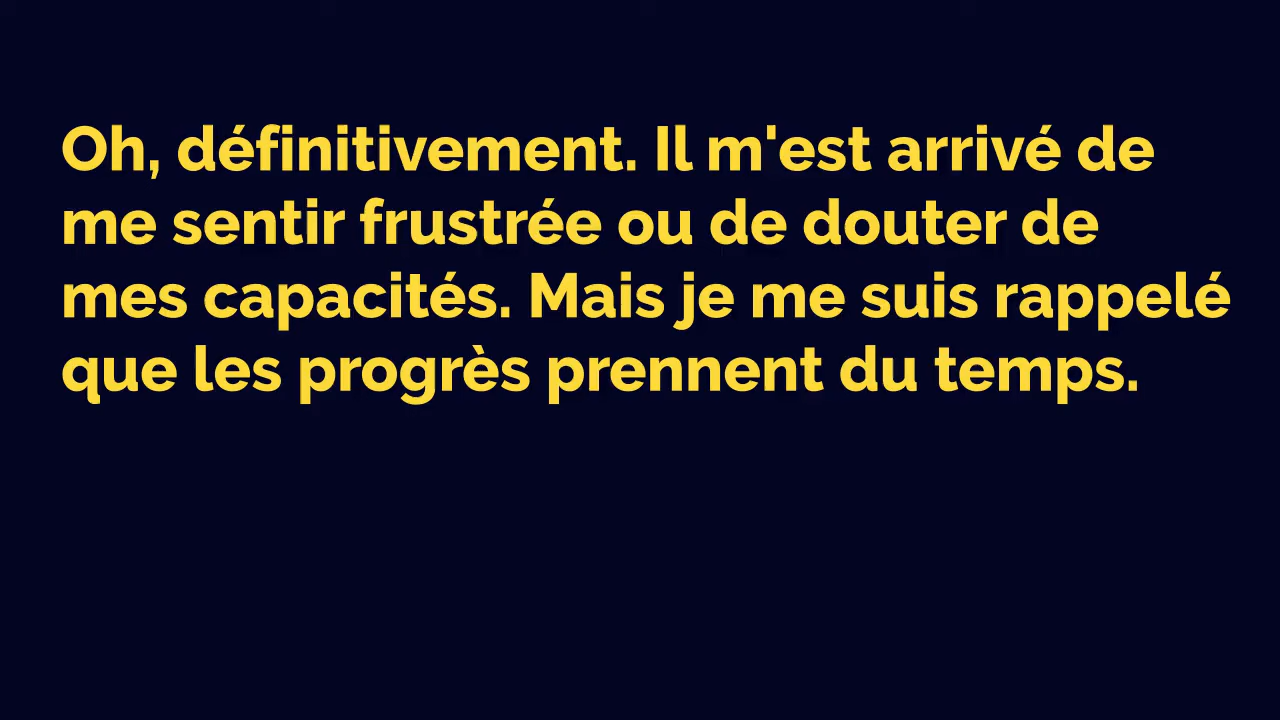 Oh, définitivement. Il m'est arrivé de
me sentir frustrée ou de douter de
mes capacités. Mais je me suis rappelé
que les progrès prennent du temps.